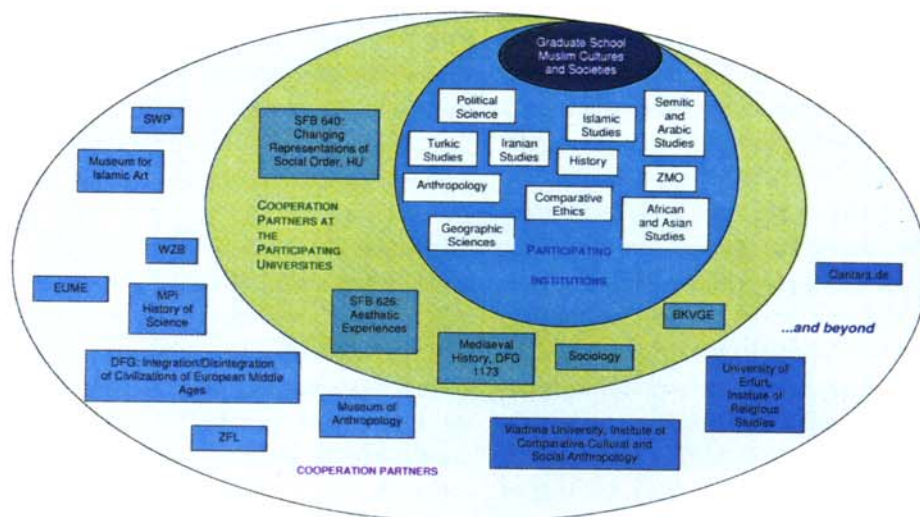 Graduate School
Muslim Cultures
and Societies
Political
Science
Islamic
Studies
Semitic
and
Arabic
Studies
Turkic
Studies
Iranian
Studies
History
Anthropology
ZMO
Comparative
Ethics
African
and Asian
Studies
Geographic
Sciences
PARTICIPATING
INSTITUTIONS
SFB 640:
Changing
Representations of
Social Order, HU
COOPERATION
PARTNERS AT
THE
PARTICIPATING
UNIVERSITIES
SFB 626:
Aesthetic
Experiences
Mediaeval
History, DFG
1173
Sociology
BKVGE
SWP
Museum for
Islamic Art
WZB
EUME
MPI
History of
Science
DFG: Integration/Disintegration
of Civilizations of European Middle
Ages
ZFL
Museum of
Anthropology
COOPERATION PARTNERS
Viadrina University, Institute of
Comparative Cultural and
Social Anthropology
University of
Erfurt,
Institute of
Religious
Studies
Qantara.de
...and beyond